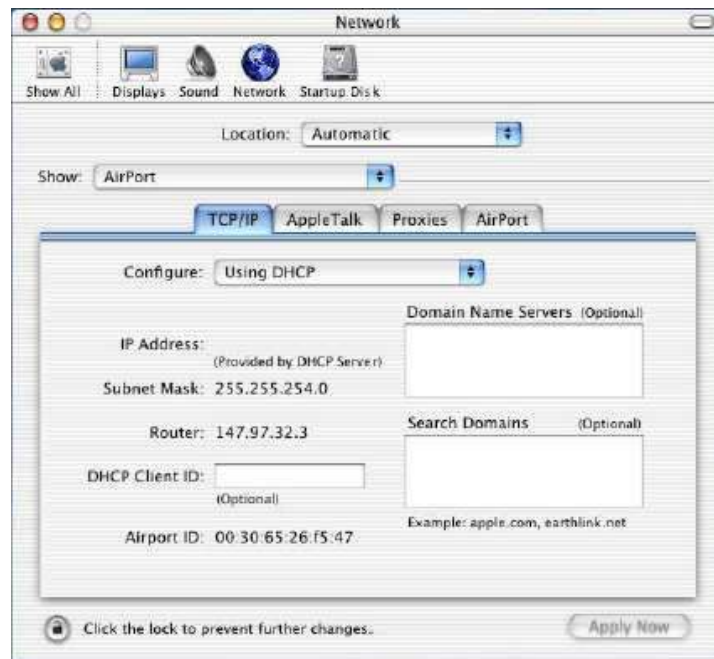 Network
Show All Displays Sound Network Startup Disk
Location: Automatic
Show: AirPort
TCP/IP AppleTalk Proxies AirPort
Configure: Using DHCP
Domain Name Servers (Optional)
IP Address:
(Provided by DHCP Server)
Subnet Mask: 255.255.254.0
Search Domains (Optional)
Router: 147.97.32.3
DHCP Client ID:
(Optional)
Example: apple.com, earthlink.net
Airport ID: 00:30:65:26:f5:47
Click the lock to prevent further changes.
Apply Now